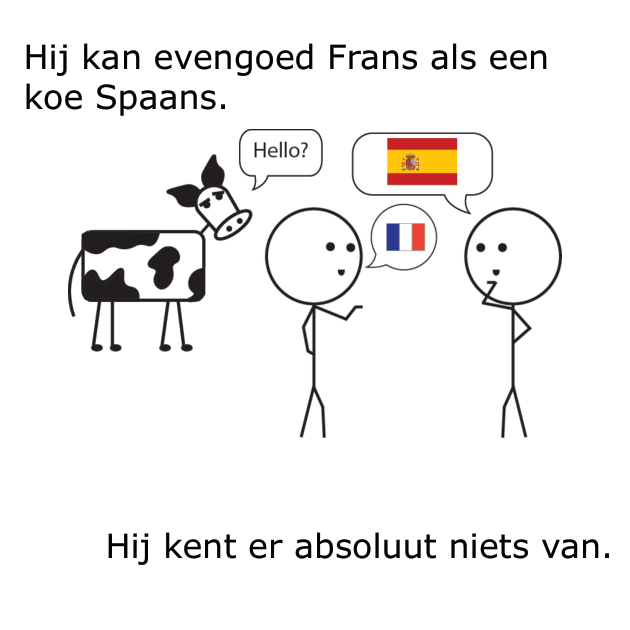 Hij kan evengoed Frans als een
koe Spaans.
Hello?
Hij kent er absoluut niets van.